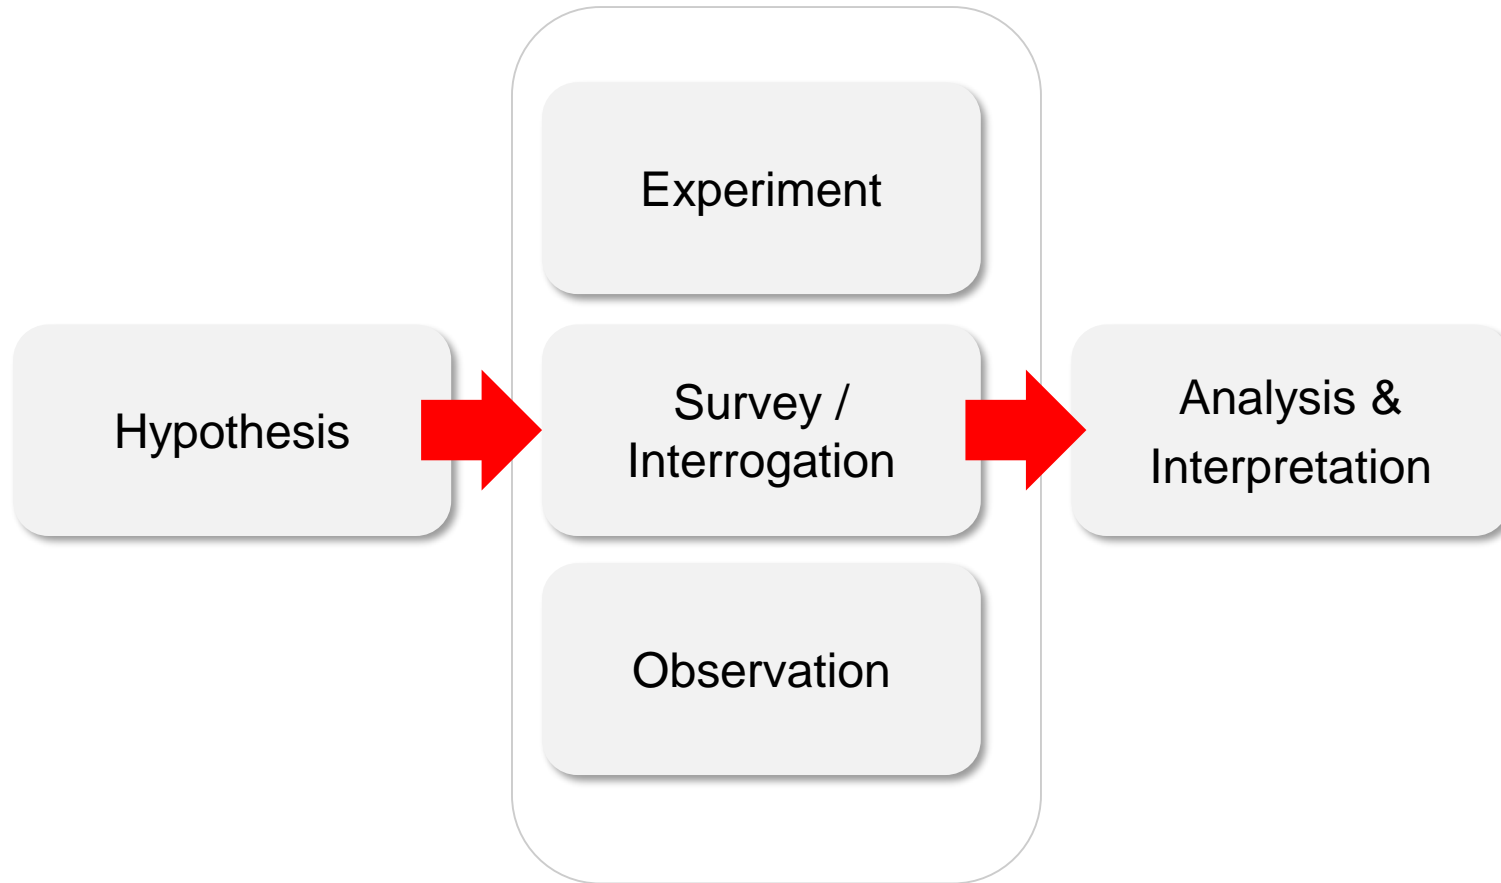 Experiment
Hypothesis
Survey /
Interrogation
Analysis &
Interpretation
Observation